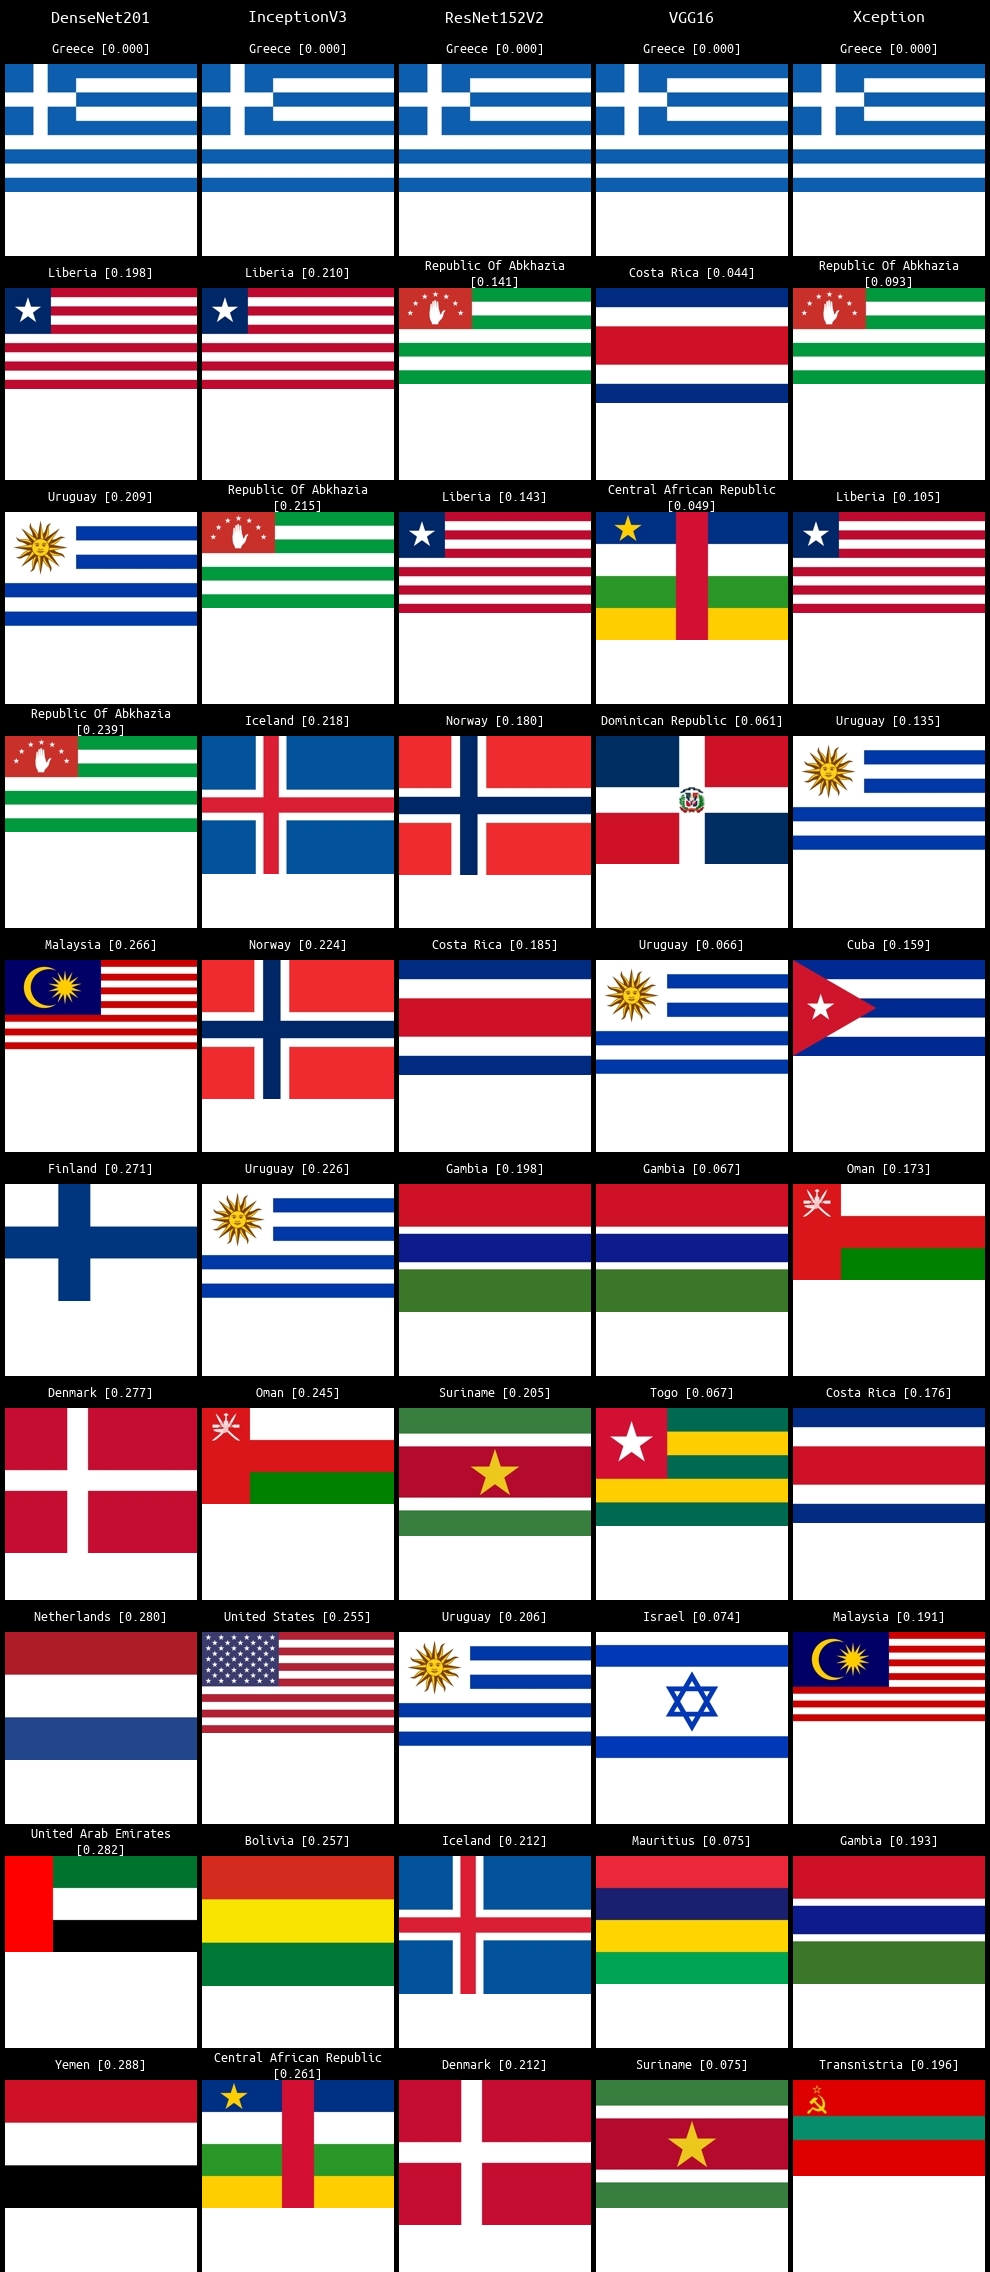 DenseNet201 InceptionV3 ResNet152V2 VGG16 Xception
Greece [0.000] Greece [0.000] Greece [0.000] Greece [0.000] Greece [0.000]
Liberia [0.198] Liberia [0.210] Republic Of Abkhazia [0.141] Costa Rica [0.044] Republic Of Abkhazia [0.093]
Uruguay [0.209] Republic Of Abkhazia [0.215] Liberia [0.143] Central African Republic [0.049] Liberia [0.105]
Republic Of Abkhazia [0.239] Iceland [0.218] Norway [0.180] Dominican Republic [0.061] Uruguay [0.135]
Malaysia [0.266] Norway [0.224] Costa Rica [0.185] Uruguay [0.066] Cuba [0.159]
Finland [0.271] Uruguay [0.226] Gambia [0.198] Gambia [0.067] Oman [0.173]
Denmark [0.277] Oman [0.245] Suriname [0.205] Togo [0.067] Costa Rica [0.176]
Netherlands [0.280] United States [0.255] Uruguay [0.206] Israel [0.074] Malaysia [0.191]
United Arab Emirates [0.282] Bolivia [0.257] Iceland [0.212] Mauritius [0.075] Gambia [0.193]
Yemen [0.288] Central African Republic [0.261] Denmark [0.212] Suriname [0.075] Transnistria [0.196]